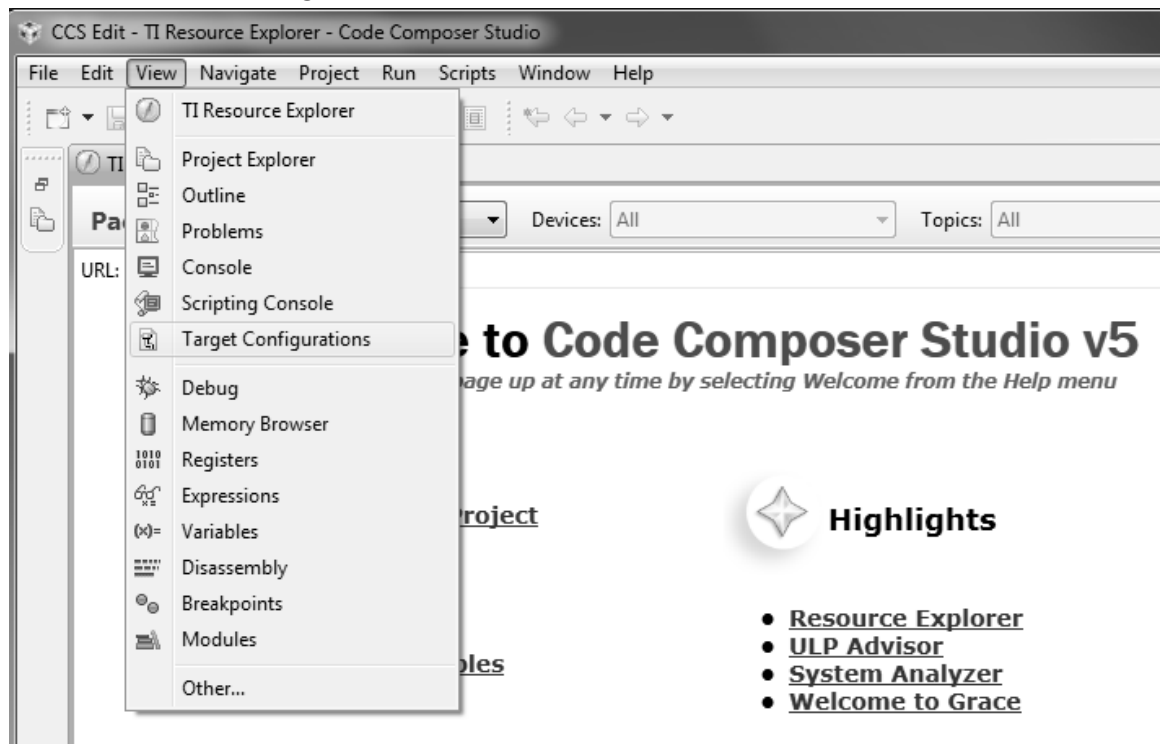 CCS Edit - TI Resource Explorer - Code Composer Studio
File Edit View Navigate Project Run Scripts Window Help
TI Resource Explorer
TI
Project Explorer
Outline
Devices: All Topics: All
Problems
URL:
Console
Scripting Console
Target Configurations
to Code Composer Studio v5
up at any time by selecting Welcome from the Help menu
Debug
Memory Browser
1010
0101
Registers
Expressions
(x)= Variables
Highlights
Disassembly
Breakpoints
Resource Explorer
Modules
ULP Advisor
System Analyzer
Other...
Welcome to Grace